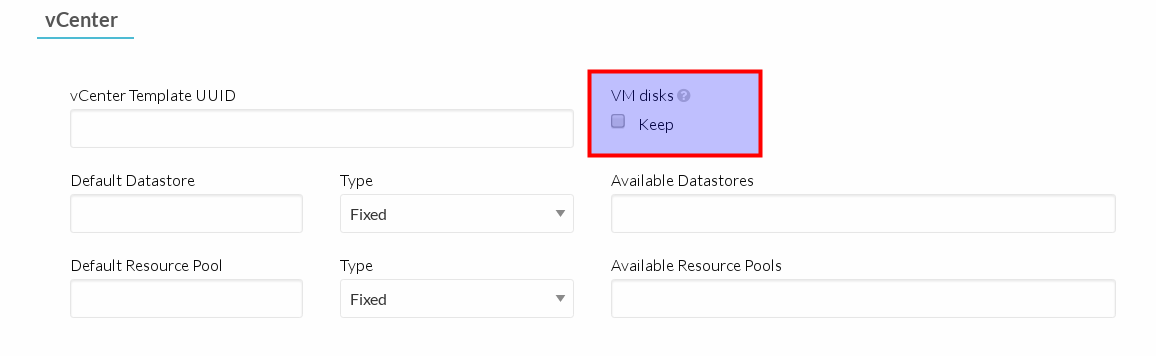 vCenter
vCenter Template UUID
VM disks ?
Keep
Default Datastore
Type
Available Datastores
Fixed
Default Resource Pool
Type
Available Resource Pools
Fixed